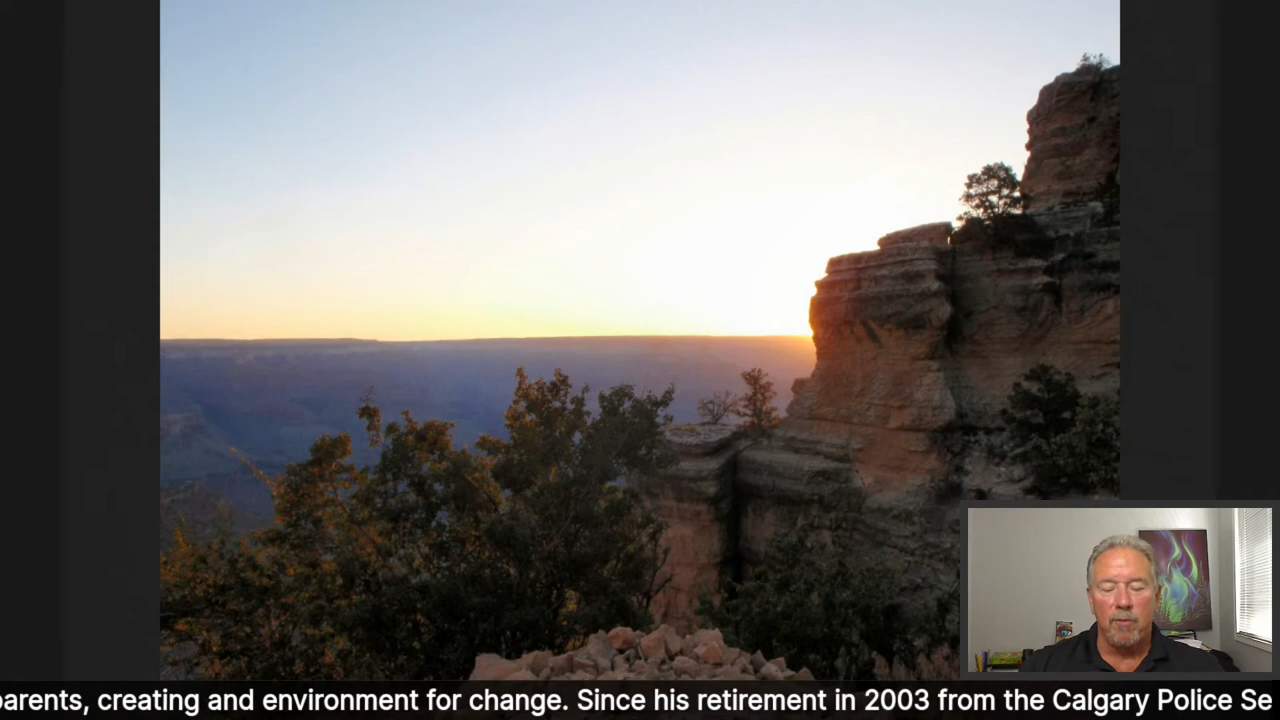 parents, creating and environment for change. Since his retirement in 2003 from the Calgary Police Se